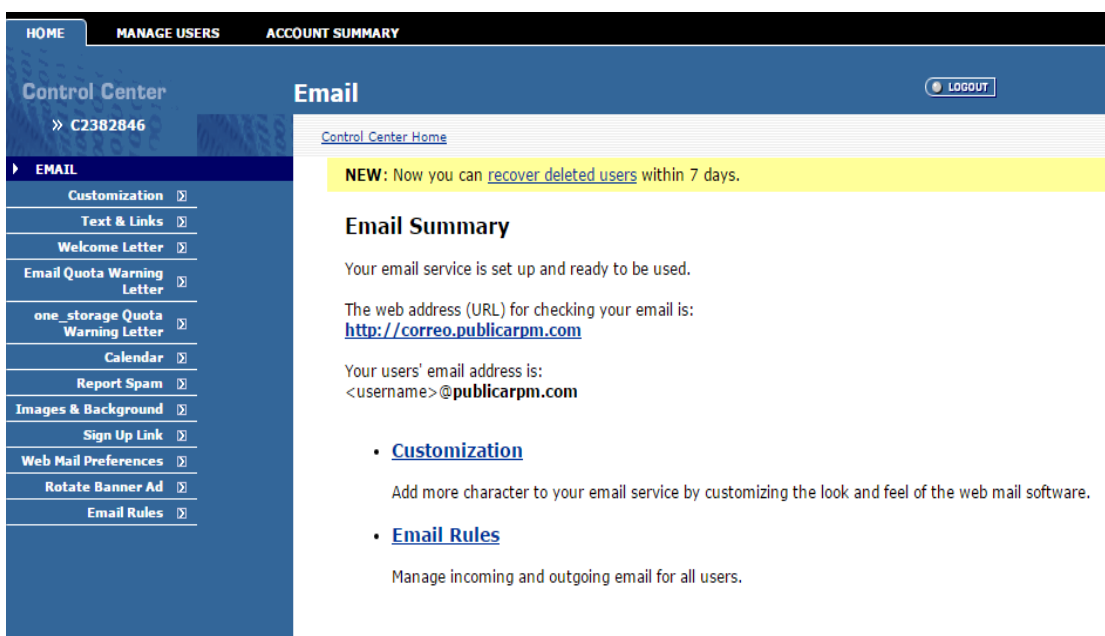 HOME MANAGE USERS ACCOUNT SUMMARY
Control Center
» C2382846
Email
LOGOUT
Control Center Home
EMAIL
Customization
Text & Links
Welcome Letter
Email Quota Warning
Letter
one_storage Quota
Warning Letter
Calendar
Report Spam
Images & Background
Sign Up Link
Web Mail Preferences
Rotate Banner Ad
Email Rules
NEW: Now you can recover deleted users within 7 days.
Email Summary
Your email service is set up and ready to be used.
The web address (URL) for checking your email is:
http://correo.publicarpm.com
Your users' email address is:
<username>@publicarpm.com
• Customization
Add more character to your email service by customizing the look and feel of the web mail software.
• Email Rules
Manage incoming and outgoing email for all users.